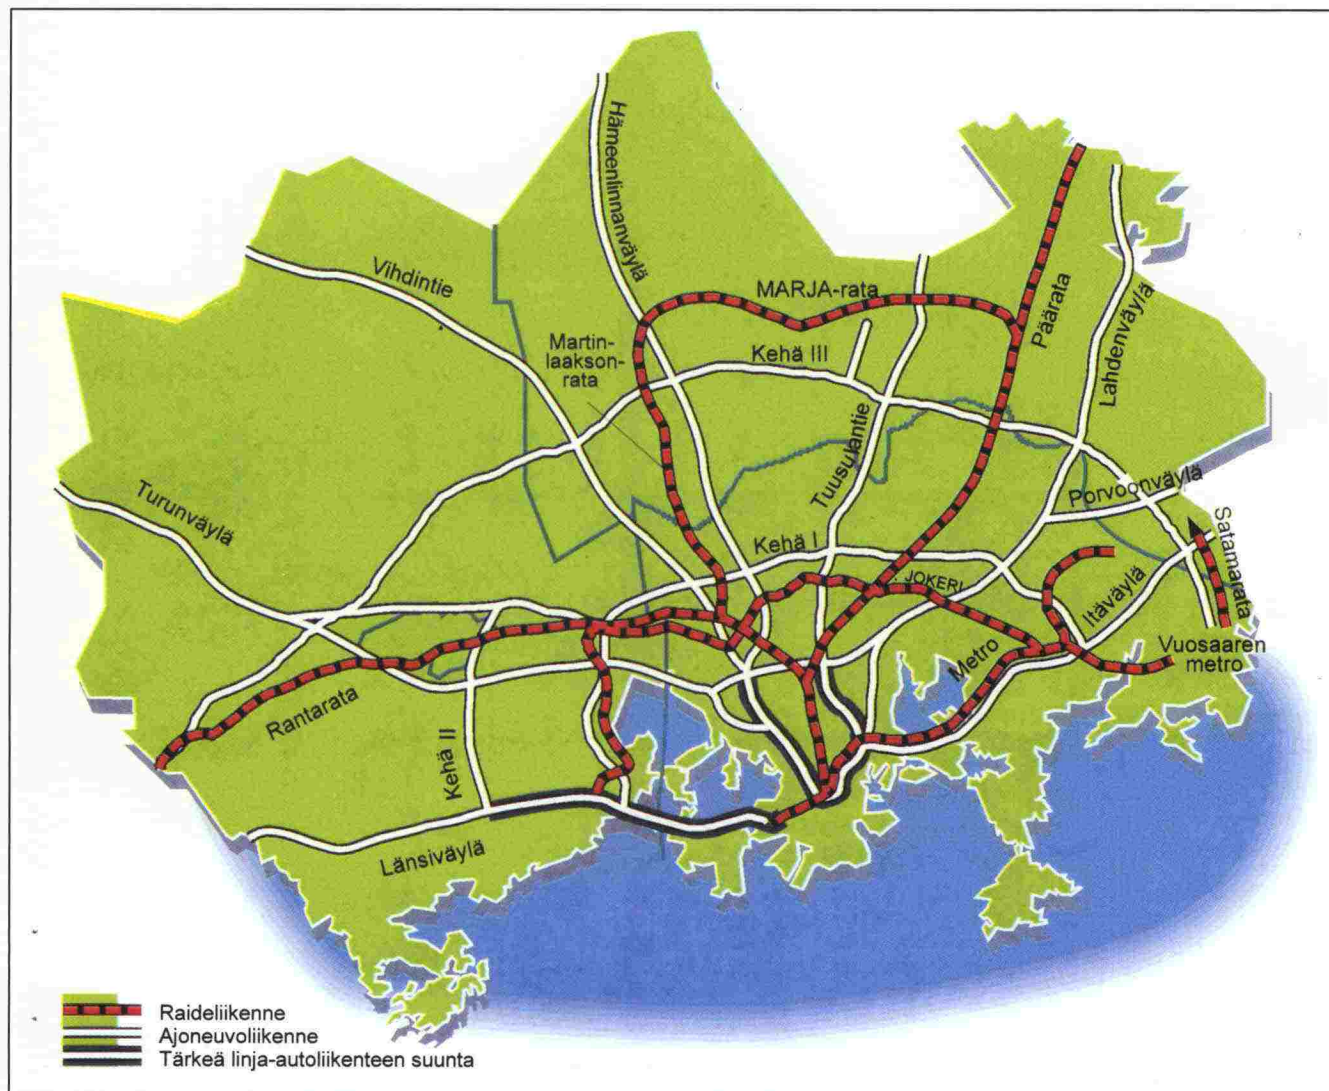 Hämeenlinnanväylä
Vihdintie
MARJA-rata
Päärata
Lahdenväylä
Martin-
laakson-
rata
Kehä III
Tuusulantie
Turunväylä
Porvoonväylä
Satamarata
Kehä I
JOKERI
Itäväylä
Vuosaaren
metro
Metro
Rantarata
Kehä II
Länsiväylä
Raideliikenne
Ajoneuvoliikenne
Tärkeä linja-autoliikenteen suunta